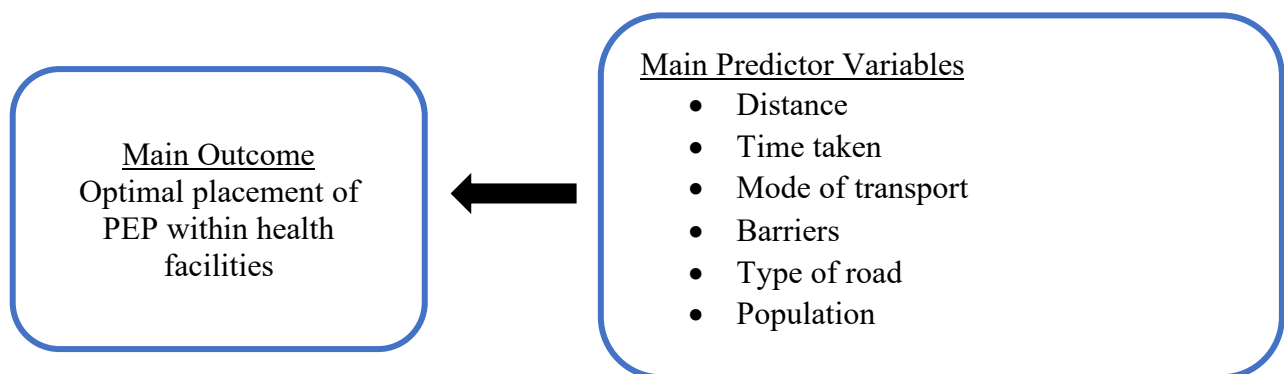 Main Outcome
Optimal placement of
PEP within health
facilities
Main Predictor Variables
• Distance
• Time taken
• Mode of transport
• Barriers
• Type of road
• Population